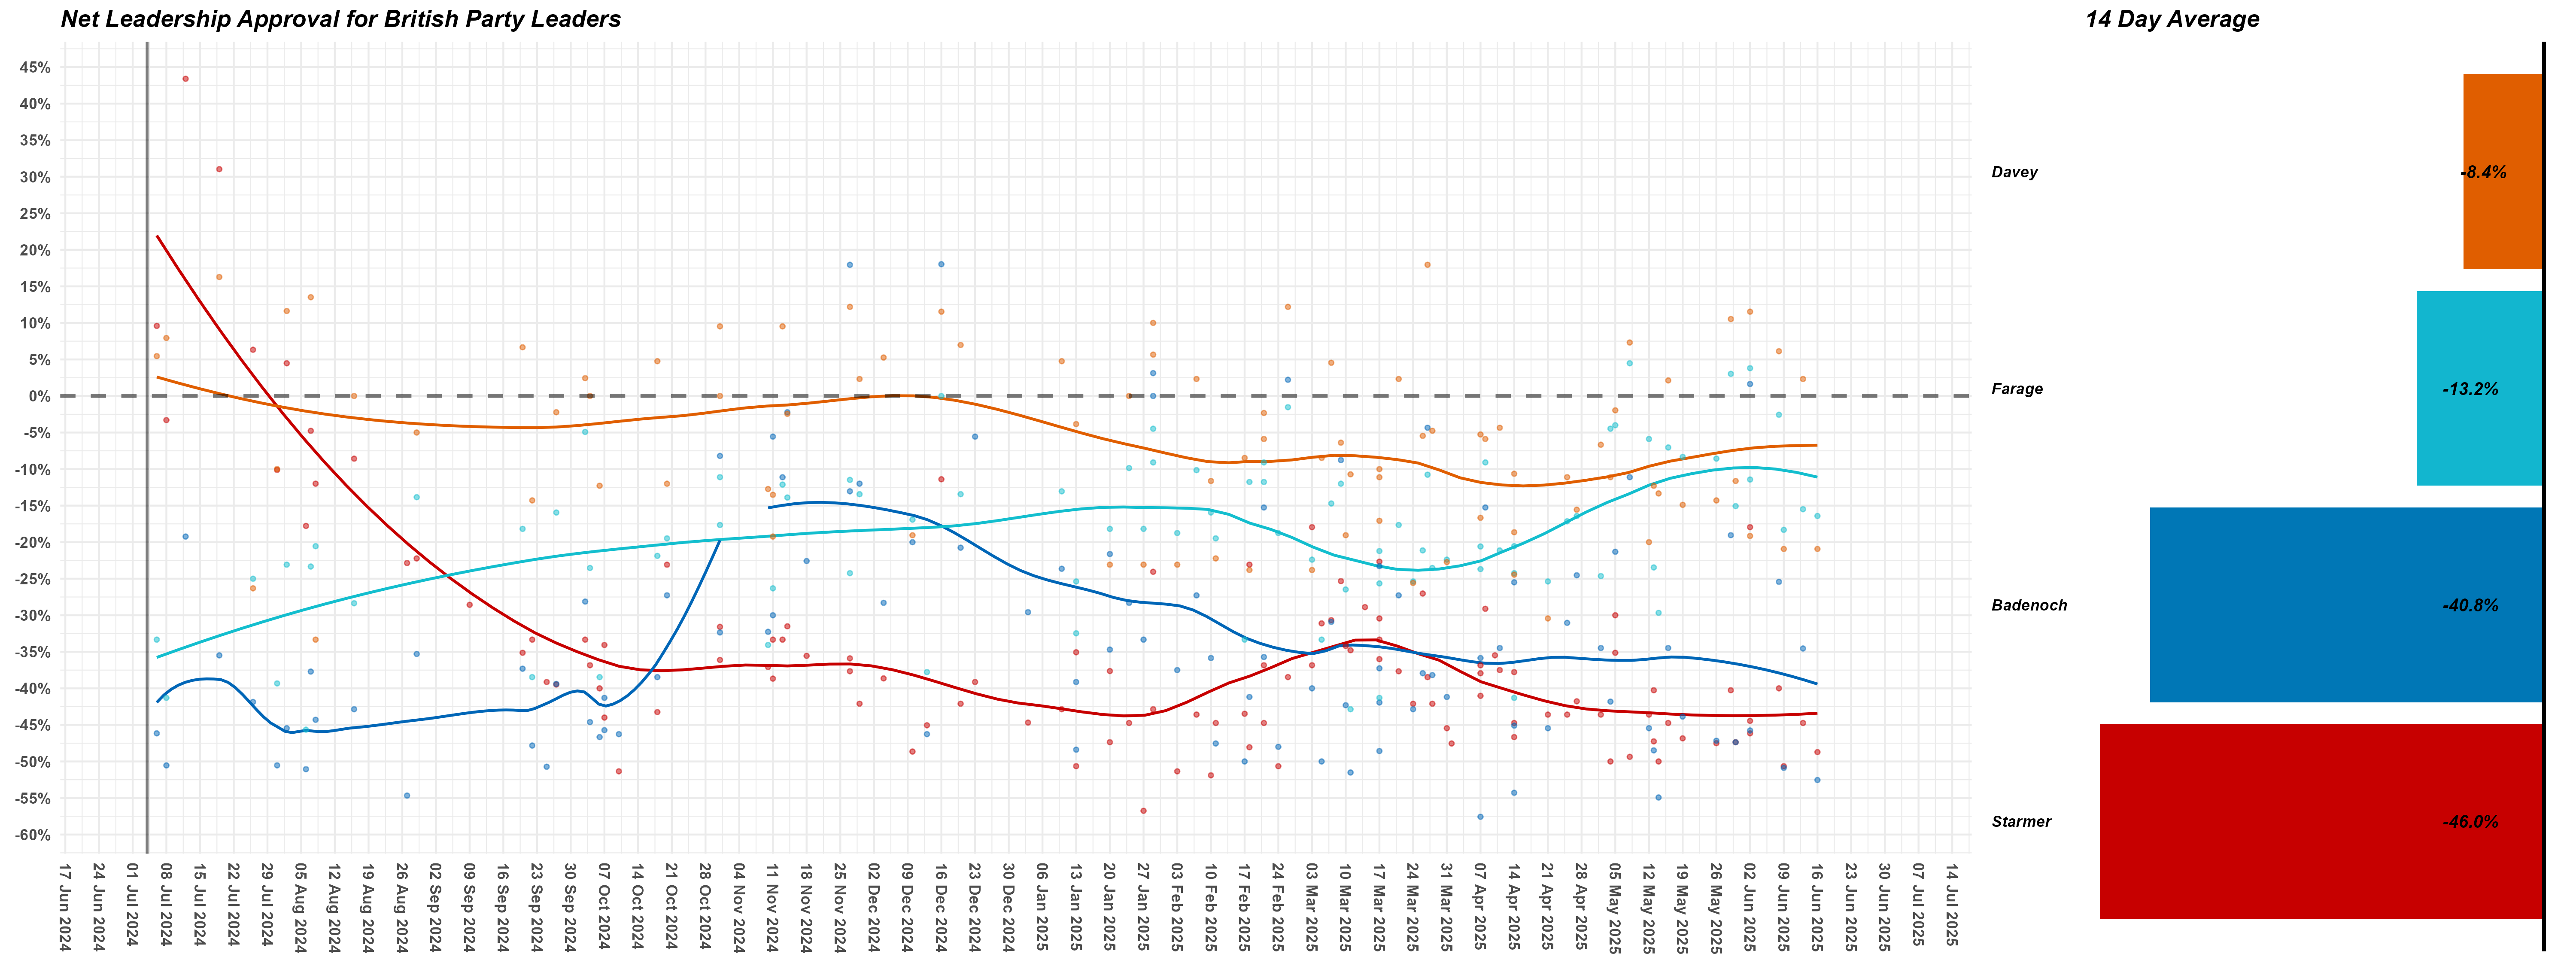 Net Leadership Approval for British Party Leaders
14 Day Average
45%
40%
35%
30%
25%
20%
15%
10%
5%
0%
-5%
-10%
-15%
-20%
-25%
-30%
-35%
-40%
-45%
-50%
-55%
-60%
17 Jun 2024
24 Jun 2024
01 Jul 2024
08 Jul 2024
15 Jul 2024
22 Jul 2024
29 Jul 2024
05 Aug 2024
12 Aug 2024
19 Aug 2024
26 Aug 2024
02 Sep 2024
09 Sep 2024
16 Sep 2024
23 Sep 2024
30 Sep 2024
07 Oct 2024
14 Oct 2024
21 Oct 2024
28 Oct 2024
04 Nov 2024
11 Nov 2024
18 Nov 2024
25 Nov 2024
02 Dec 2024
09 Dec 2024
16 Dec 2024
23 Dec 2024
30 Dec 2024
06 Jan 2025
13 Jan 2025
20 Jan 2025
27 Jan 2025
03 Feb 2025
10 Feb 2025
17 Feb 2025
24 Feb 2025
03 Mar 2025
10 Mar 2025
17 Mar 2025
24 Mar 2025
31 Mar 2025
07 Apr 2025
14 Apr 2025
21 Apr 2025
28 Apr 2025
05 May 2025
12 May 2025
19 May 2025
26 May 2025
02 Jun 2025
09 Jun 2025
16 Jun 2025
23 Jun 2025
30 Jun 2025
07 Jul 2025
14 Jul 2025
Davey
-8.4%
Farage
-13.2%
Badenoch
-40.8%
Starmer
-46.0%